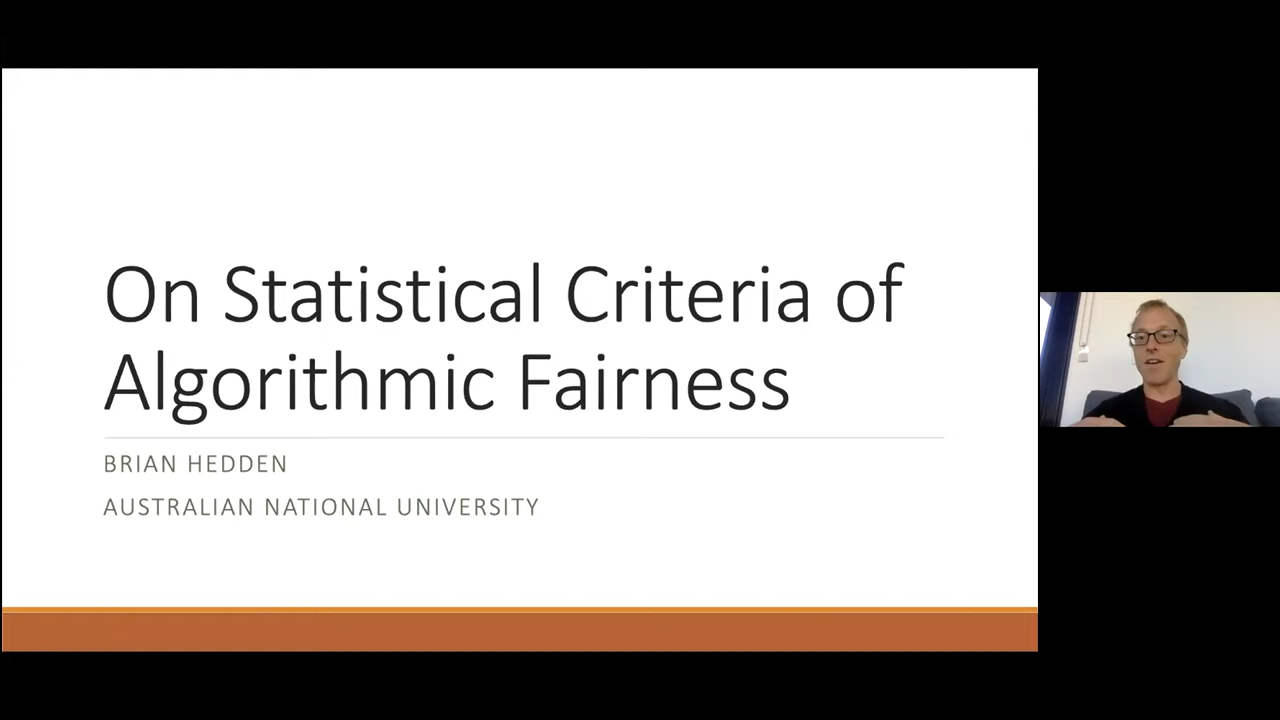 On Statistical Criteria of
Algorithmic Fairness
BRIAN HEDDEN
AUSTRALIAN NATIONAL UNIVERSITY